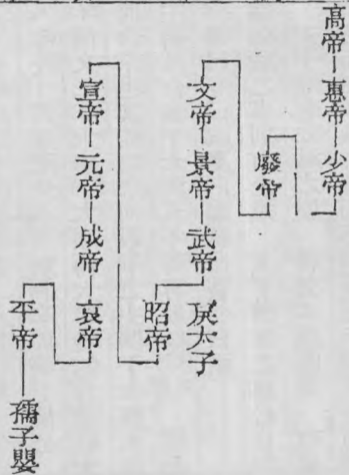 高帝 惠帝 少帝
廢帝
文帝 景帝 武帝 戾太子
昭帝
宣帝 元帝 成帝 哀帝
平帝 孺子嬰